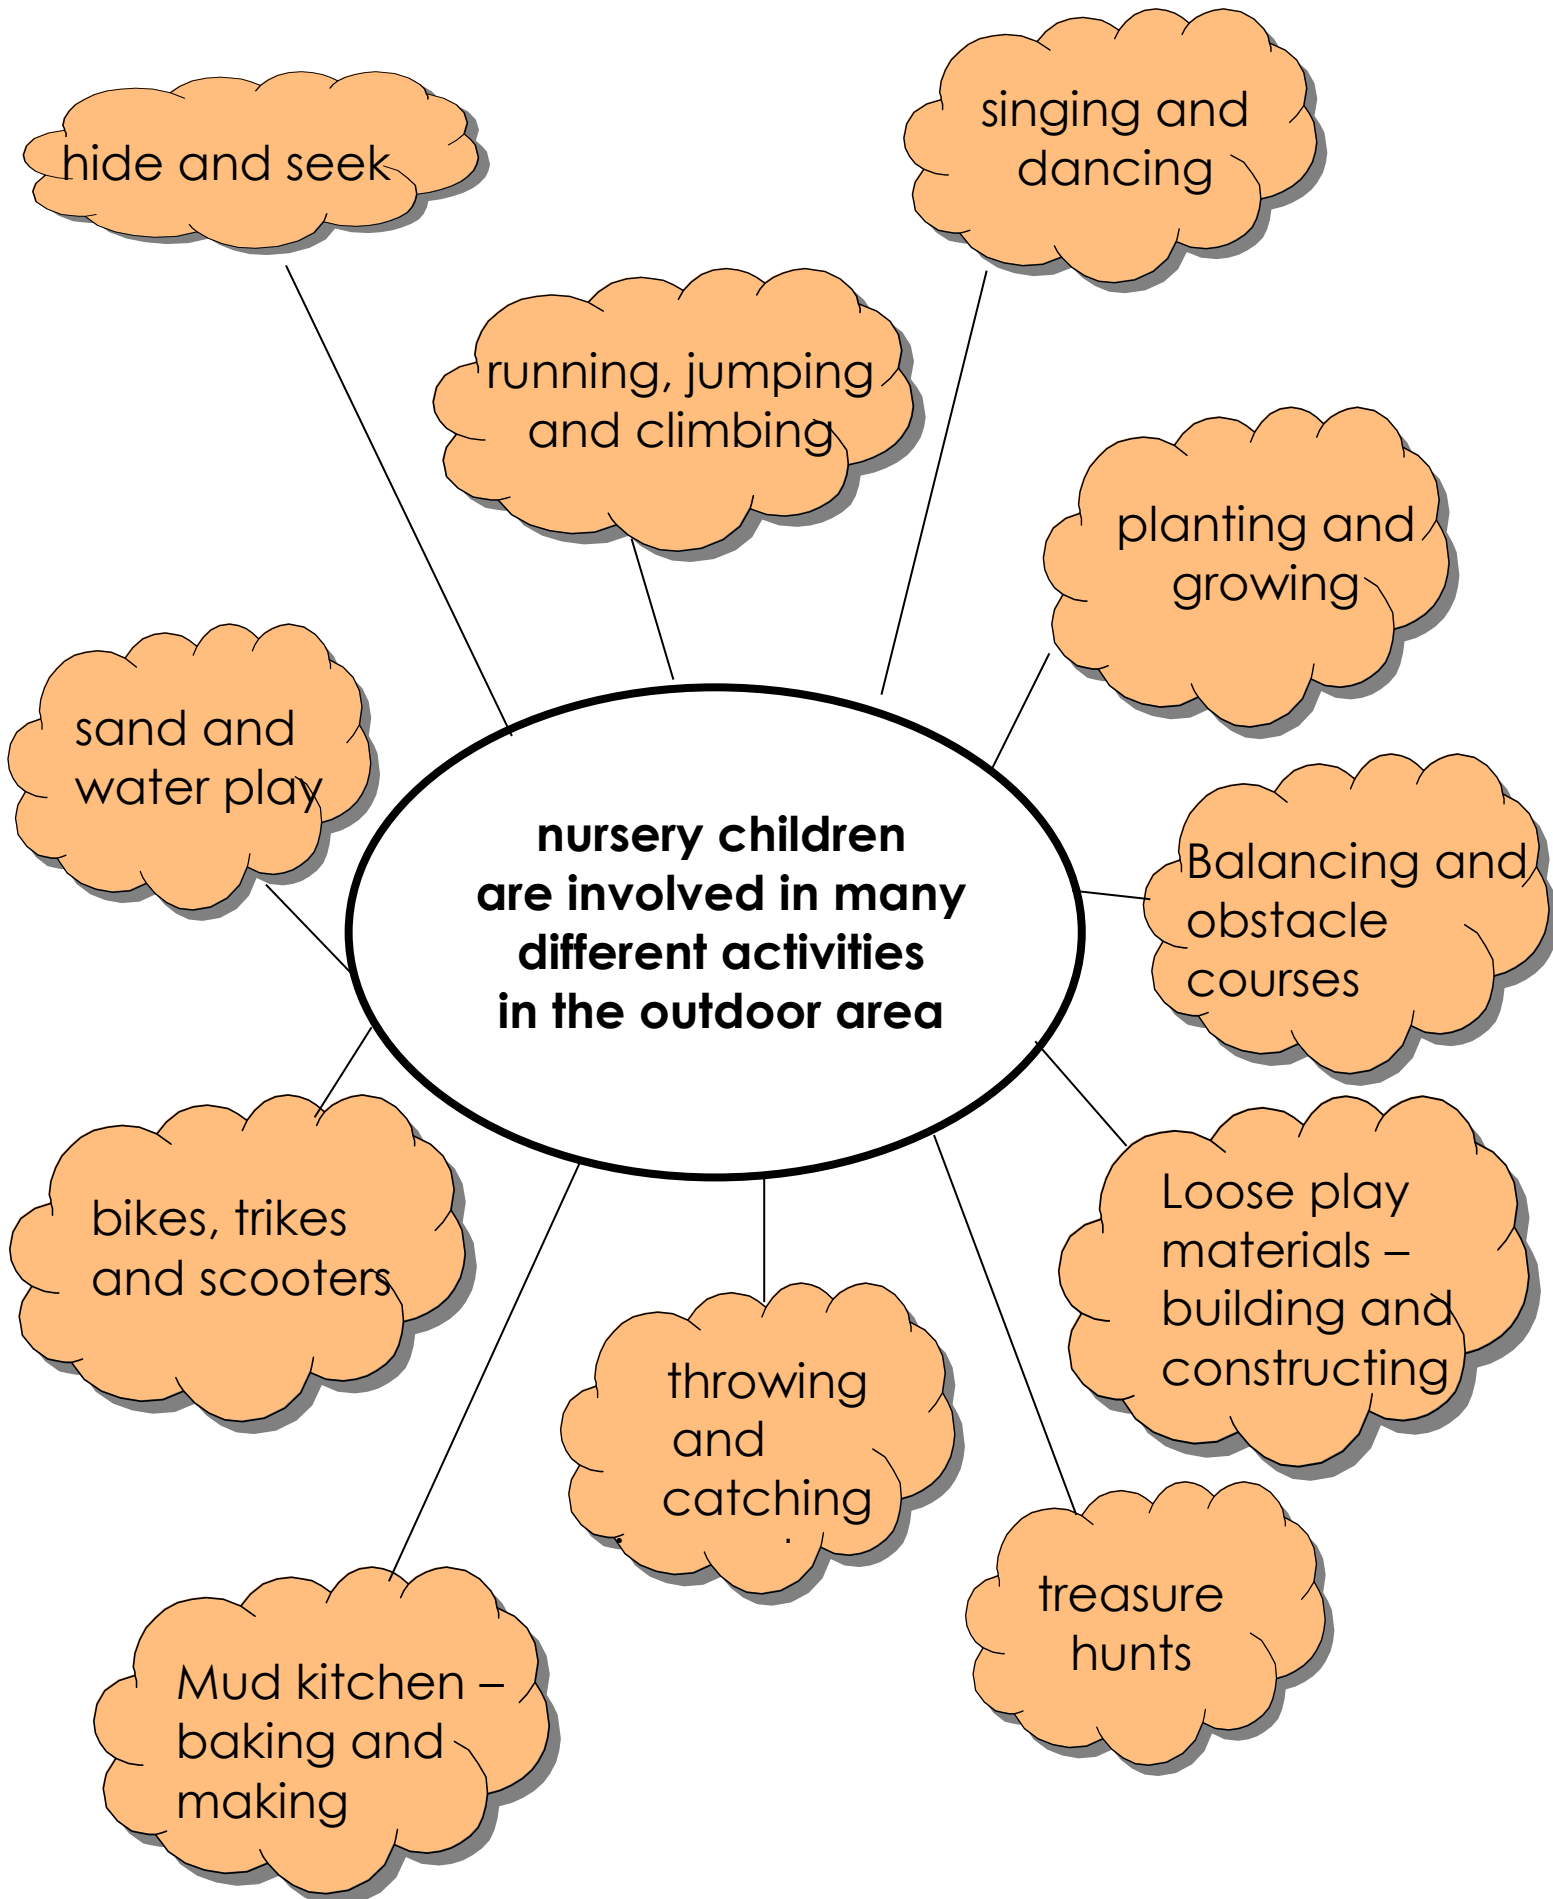 singing and
dancing
hide and seek
running, jumping
and climbing
planting and
growing
sand and
water play
nursery children
are involved in many
different activities
in the outdoor area
Balancing and
obstacle
courses
Loose play
materials –
building and
constructing
bikes, trikes
and scooters
throwing
and
catching
treasure
hunts
Mud kitchen –
baking and
making